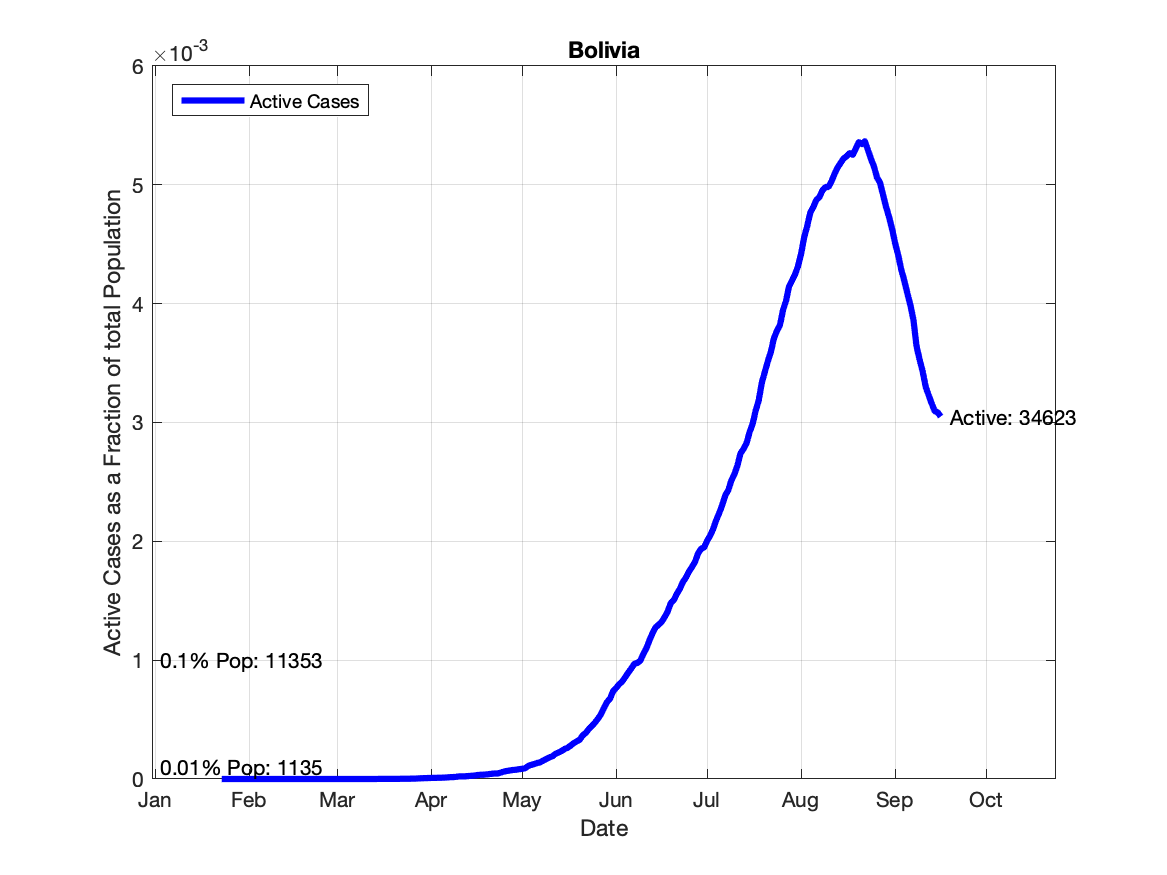 Bolivia
×10-3
6
5
4
3
2
1
0
Active Cases
Active Cases as a Fraction of total Population
Active: 34623
0.1% Pop: 11353
0.01% Pop: 1135
Jan Feb Mar Apr May Jun Jul Aug Sep Oct
Date